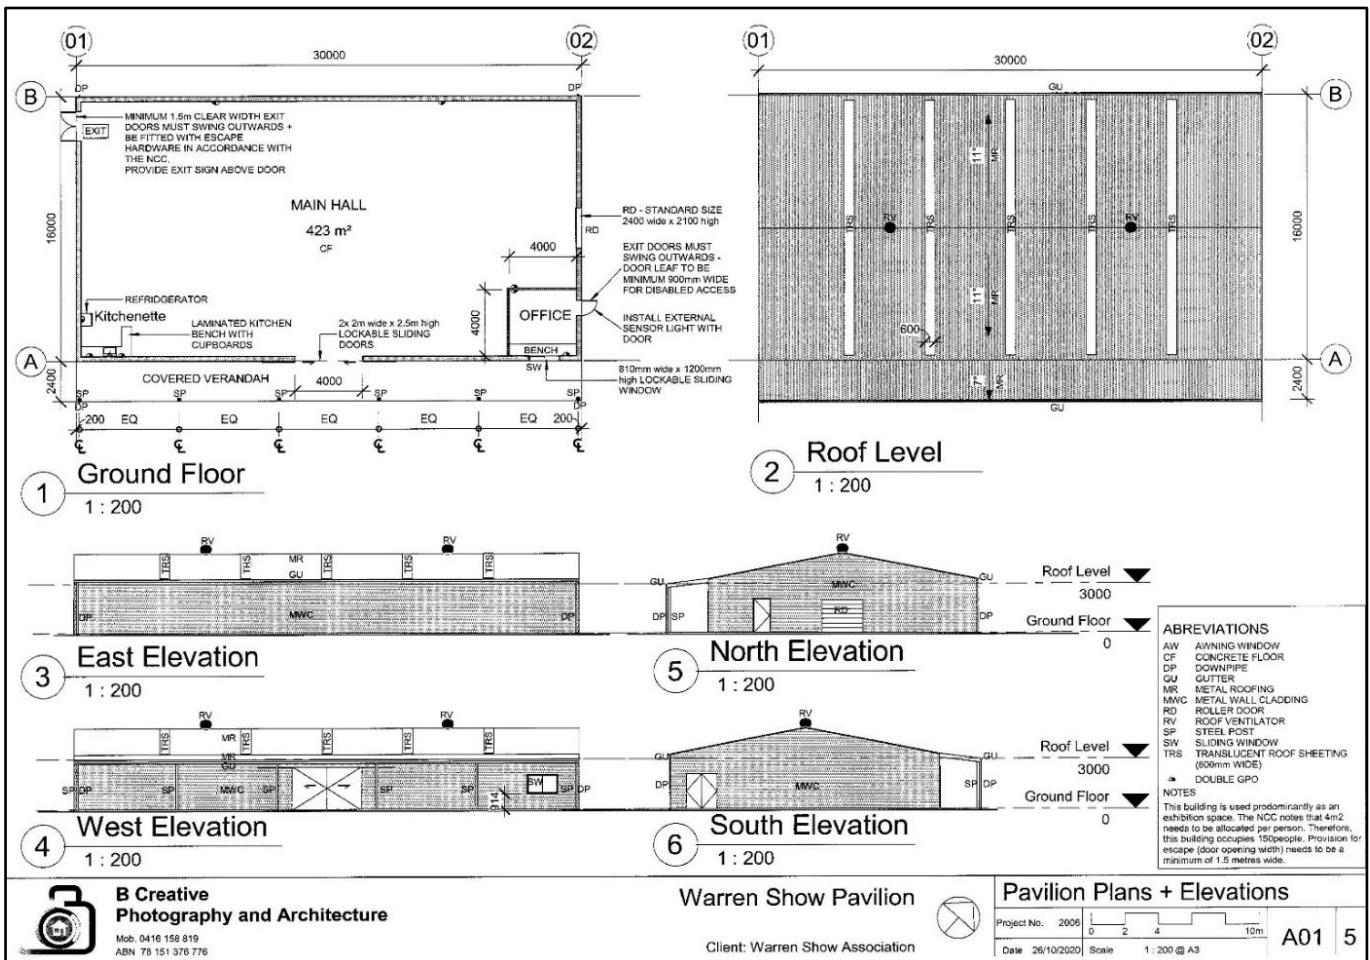 01
02
30000
DP
DP
B
MINIMUM 1.5m CLEAR WIDTH EXIT
DOORS MUST SWING OUTWARDS +
BE FITTED WITH ESCAPE
HARDWARE IN ACCORDANCE WITH
THE NCC.
PROVIDE EXIT SIGN ABOVE DOOR
EXIT
16000
MAIN HALL
423 m²
CF
RD - STANDARD SIZE
2400 wide x 2100 high
RD
4000
EXIT DOORS MUST
SWING OUTWARDS -
DOOR LEAF TO BE
MINIMUM 900mm WIDE
FOR DISABLED ACCESS
REFRIDGERATOR
Kitchenette
LAMINATED KITCHEN
BENCH WITH
CUPBOARDS
2x 2m wide x 2.5m high
LOCKABLE SLIDING
DOORS
4000
OFFICE
INSTALL EXTERNAL
SENSOR LIGHT WITH
DOOR
BENCH
SW
A
2400
COVERED VERANDAH
4000
810mm wide x 1200mm
high LOCKABLE SLIDING
WINDOW
SP
SP
SP
SP
SP
SP
DP
DP
200
EQ
EQ
EQ
EQ
EQ
200
1
Ground Floor
1 : 200
01
02
30000
GU
B
11°
MR
TRS
TRS
TRS
TRS
TRS
RV
RV
16000
11°
MR
600
A
7°
MR
2400
GU
2
Roof Level
1 : 200
RV
RV
TRS
TRS
TRS
TRS
TRS
MR
GU
DP
MWC
DP
3
East Elevation
1 : 200
RV
GU
GU
MWC
DP
SP
RD
DP
Roof Level
3000
Ground Floor
0
5
North Elevation
1 : 200
RV
RV
TRS
MR
TRS
TRS
TRS
TRS
MR
GU
SP
DP
SP
MWC
SP
SP
SP
914
SW
SP
DP
4
West Elevation
1 : 200
RV
GU
GU
DP
MWC
SP
DP
Roof Level
3000
Ground Floor
0
6
South Elevation
1 : 200
ABREVIATIONS
AW AWNING WINDOW
CF CONCRETE FLOOR
DP DOWNPIPE
GU GUTTER
MR METAL ROOFING
MWC METAL WALL CLADDING
RD ROLLER DOOR
RV ROOF VENTILATOR
SP STEEL POST
SW SLIDING WINDOW
TRS TRANSLUCENT ROOF SHEETING
(600mm WIDE)
DOUBLE GPO
NOTES
This building is used predominantly as an
exhibition space. The NCC notes that 4m2
needs to be allocated per person. Therefore,
this building occupies 150people. Provision for
escape (door opening width) needs to be a
minimum of 1.5 metres wide.
B Creative
Photography and Architecture
Mob. 0416 158 819
ABN 78 151 376 776
Warren Show Pavilion
Client: Warren Show Association
Pavilion Plans + Elevations
Project No. 2006
0 2 4 10m
Date 26/10/2020 Scale 1 : 200 @ A3
A01 5